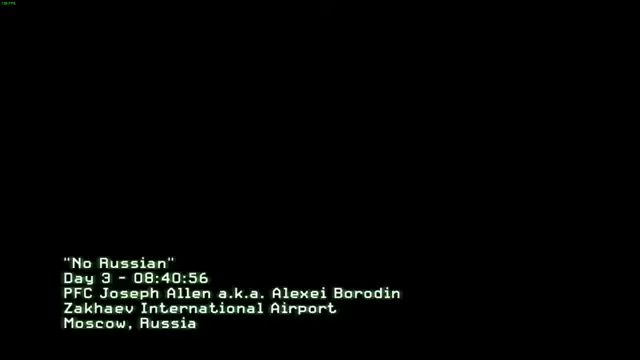 "No Russian"
Day 3 - 08:40:56
PFC Joseph Allen a.k.a. Alexei Borodin
Zakhaev International Airport
Moscow, Russia